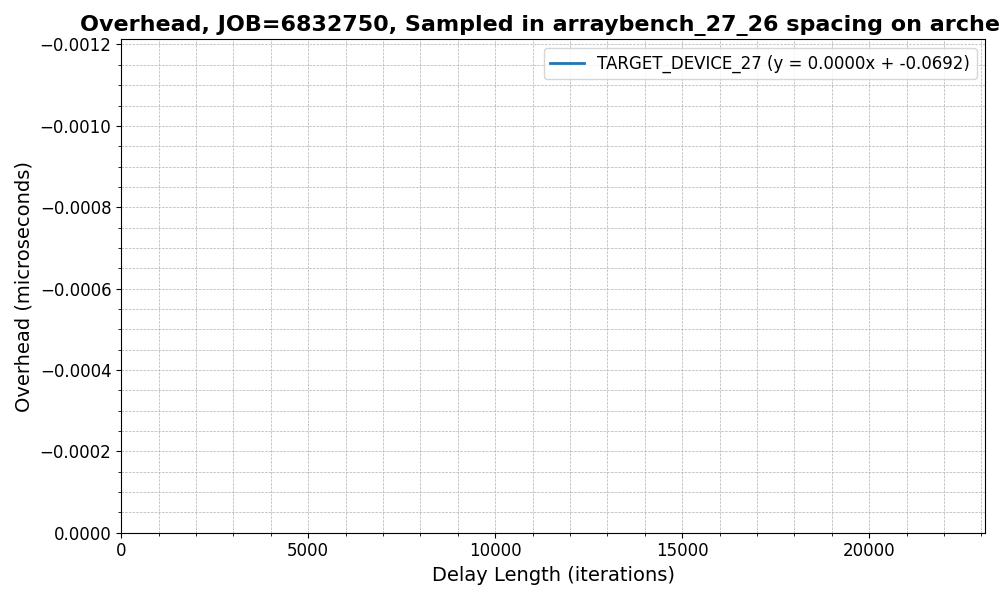 Overhead, JOB=6832750, Sampled in arraybench_27_26 spacing on arche
TARGET_DEVICE_27 (y = 0.0000x + -0.0692)
Overhead (microseconds)
−0.0012
−0.0010
−0.0008
−0.0006
−0.0004
−0.0002
0.0000
0 5000 10000 15000 20000
Delay Length (iterations)